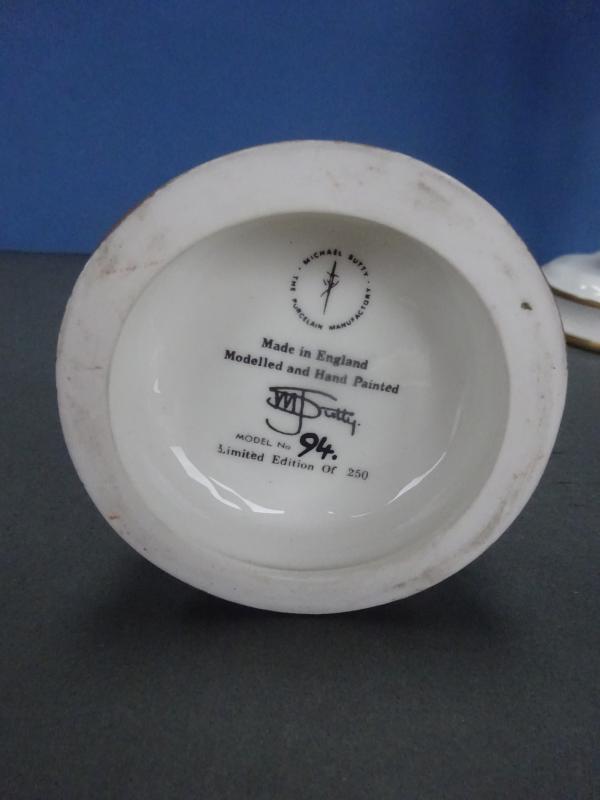 · MICHAEL SUTTY ·
THE PORCELAIN MANUFACTORY
Made in England
Modelled and Hand Painted
MJSutty.
MODEL No 94.
Limited Edition Of 250